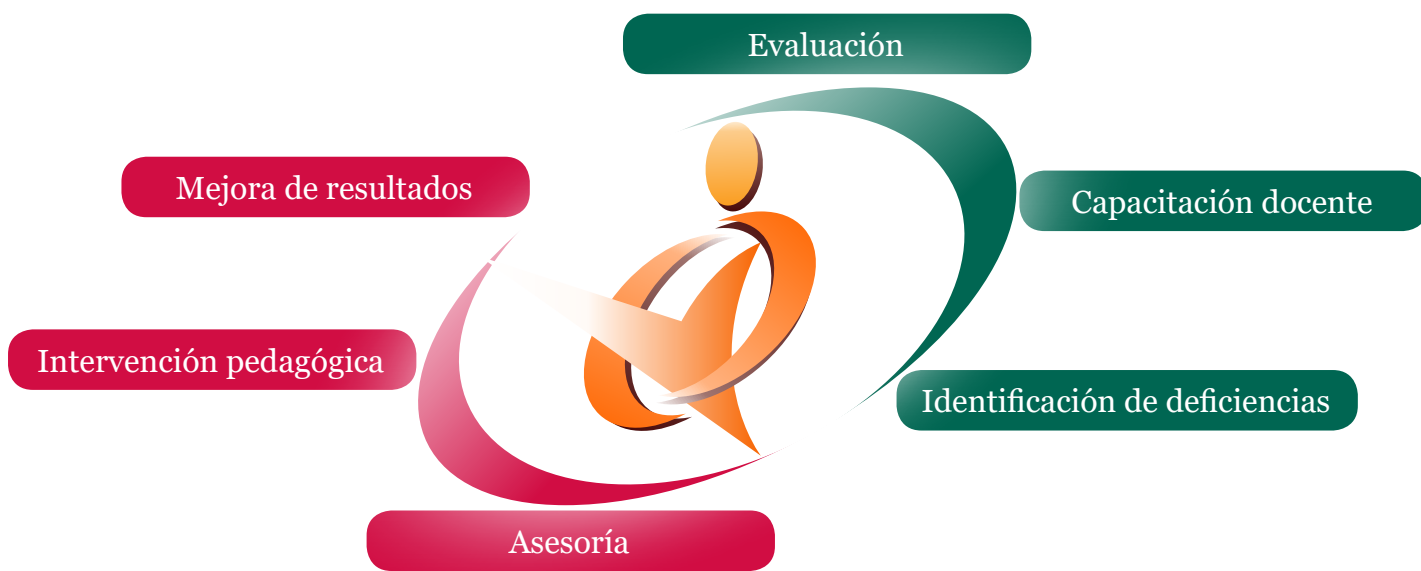 Evaluación
Mejora de resultados
Capacitación docente
Intervención pedagógica
Identificación de deficiencias
Asesoría